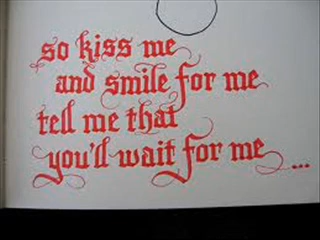 so kiss me
and smile for me
tell me that
you'll wait for me ...